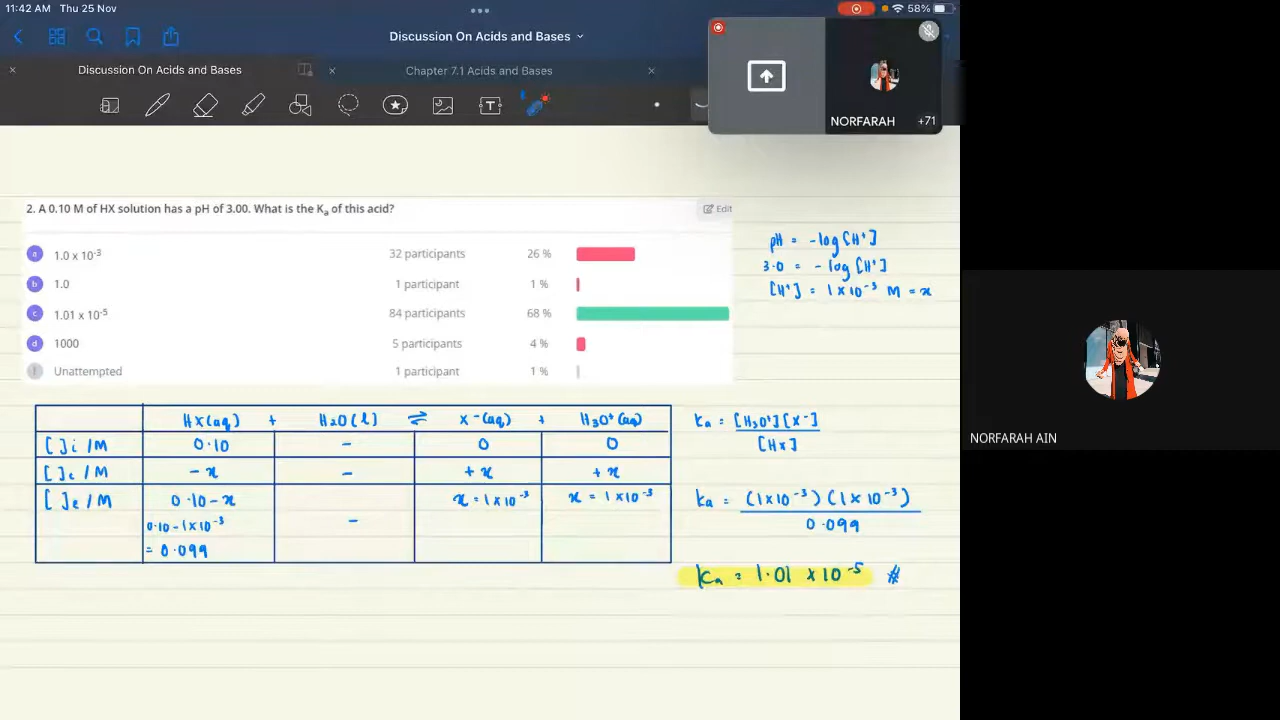 11:42 AM Thu 25 Nov
58%
Discussion On Acids and Bases
Discussion On Acids and Bases
Chapter 7.1 Acids and Bases
NORFARAH +71
2. A 0.10 M of HX solution has a pH of 3.00. What is the Ka of this acid?
Edit
a 1.0 x 10-3 32 participants 26 %
b 1.0 1 participant 1 %
c 1.01 x 10-5 84 participants 68 %
d 1000 5 participants 4 %
! Unattempted 1 participant 1 %
pH = -log[H+]
3.0 = -log[H+]
[H+] = 1×10-3 M = x
HX(aq) + H2O(l) ⇌ X-(aq) + H3O+(aq)
[ ]i /M 0.10 - 0 0
[ ]c /M -x - +x +x
[ ]e /M 0.10-x - x=1×10-3 x=1×10-3
0.10-1×10-3
= 0.099
Ka = [H3O+][X-]
[HX]
Ka = (1×10-3)(1×10-3)
0.099
Ka = 1.01 × 10-5 #
NORFARAH AIN